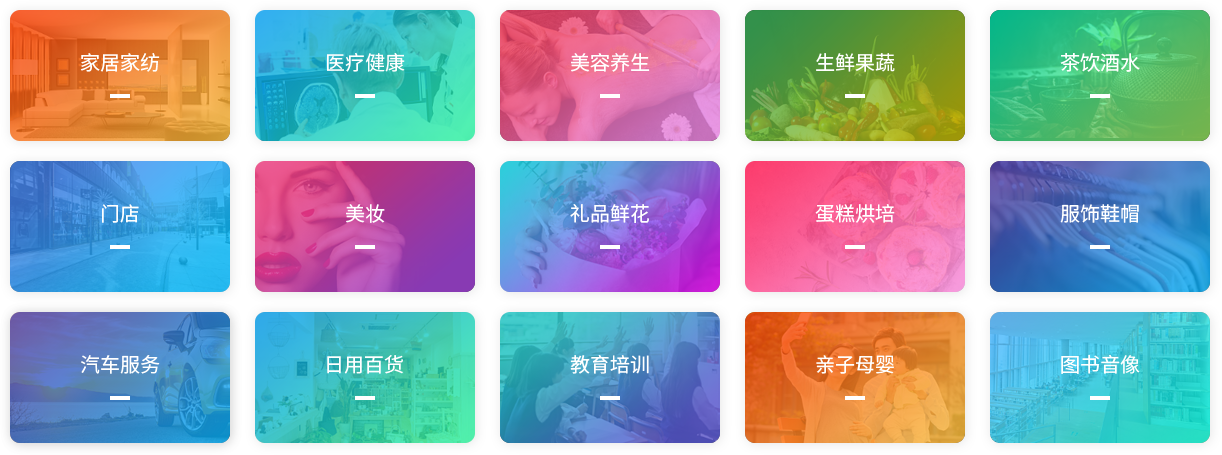 家居家纺
医疗健康
美容养生
生鲜果蔬
茶饮酒水
门店
美妆
礼品鲜花
蛋糕烘培
服饰鞋帽
汽车服务
日用百货
教育培训
亲子母婴
图书音像